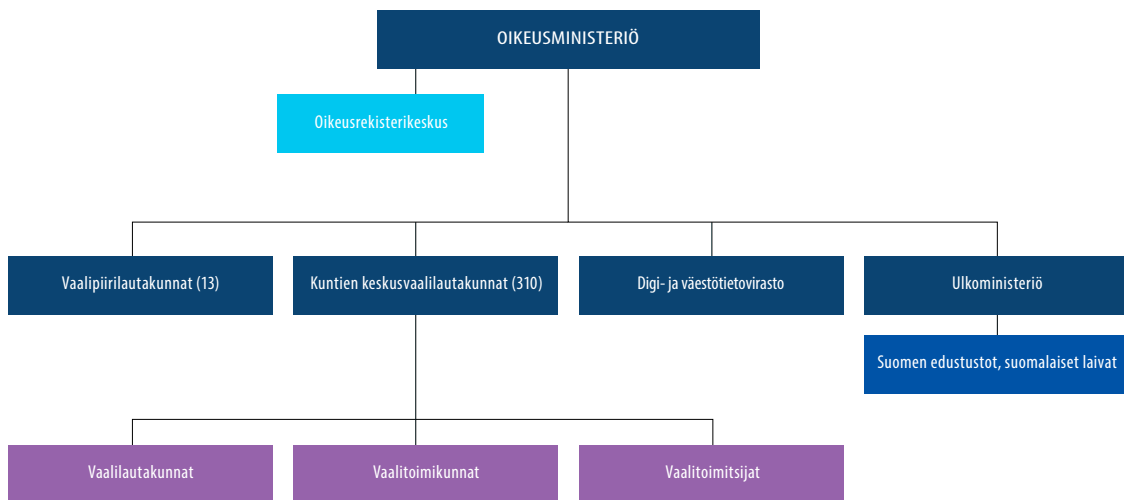 OIKEUSMINISTERIÖ
Oikeusrekisterikeskus
Vaalipiirilautakunnat (13)
Kuntien keskusvaalilautakunnat (310)
Digi- ja väestötietovirasto
Ulkoministeriö
Suomen edustustot, suomalaiset laivat
Vaalilautakunnat
Vaalitoimikunnat
Vaalitoimitsijat